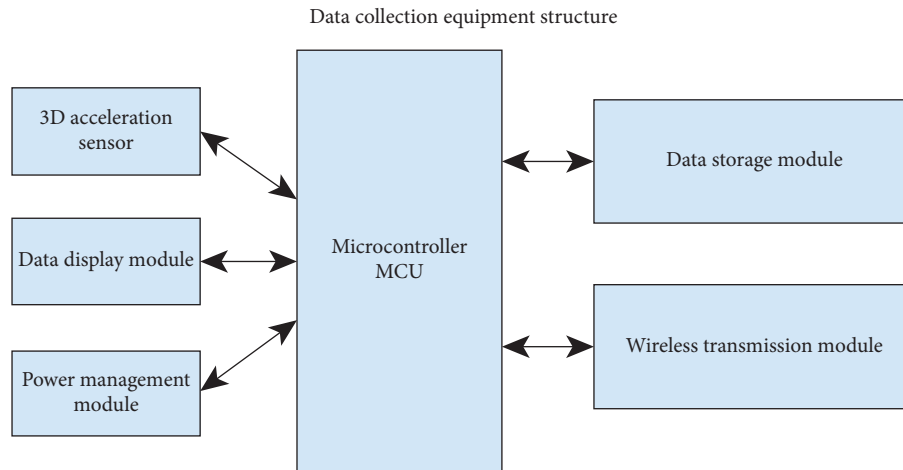 Data collection equipment structure
3D acceleration
sensor
Data display module
Power management
module
Microcontroller
MCU
Data storage module
Wireless transmission module